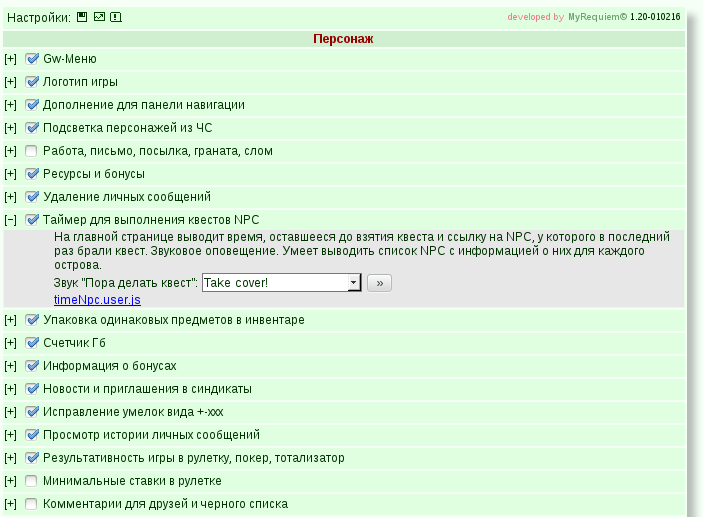 Настройки:
developed by MyRequiem© 1.20-010216
Персонаж
[+] Gw-Меню
[+] Логотип игры
[+] Дополнение для панели навигации
[+] Подсветка персонажей из ЧС
[+] Работа, письмо, посылка, граната, слом
[+] Ресурсы и бонусы
[+] Удаление личных сообщений
[−] Таймер для выполнения квестов NPC
На главной странице выводит время, оставшееся до взятия квеста и ссылку на NPC, у которого в последний
раз брали квест. Звуковое оповещение. Умеет выводить список NPC с информацией о них для каждого
острова.
Звук "Пора делать квест": Take cover! »
timeNpc.user.js
[+] Упаковка одинаковых предметов в инвентаре
[+] Счетчик Гб
[+] Информация о бонусах
[+] Новости и приглашения в синдикаты
[+] Исправление умелок вида +-xxx
[+] Просмотр истории личных сообщений
[+] Результативность игры в рулетку, покер, тотализатор
[+] Минимальные ставки в рулетке
[+] Комментарии для друзей и черного списка